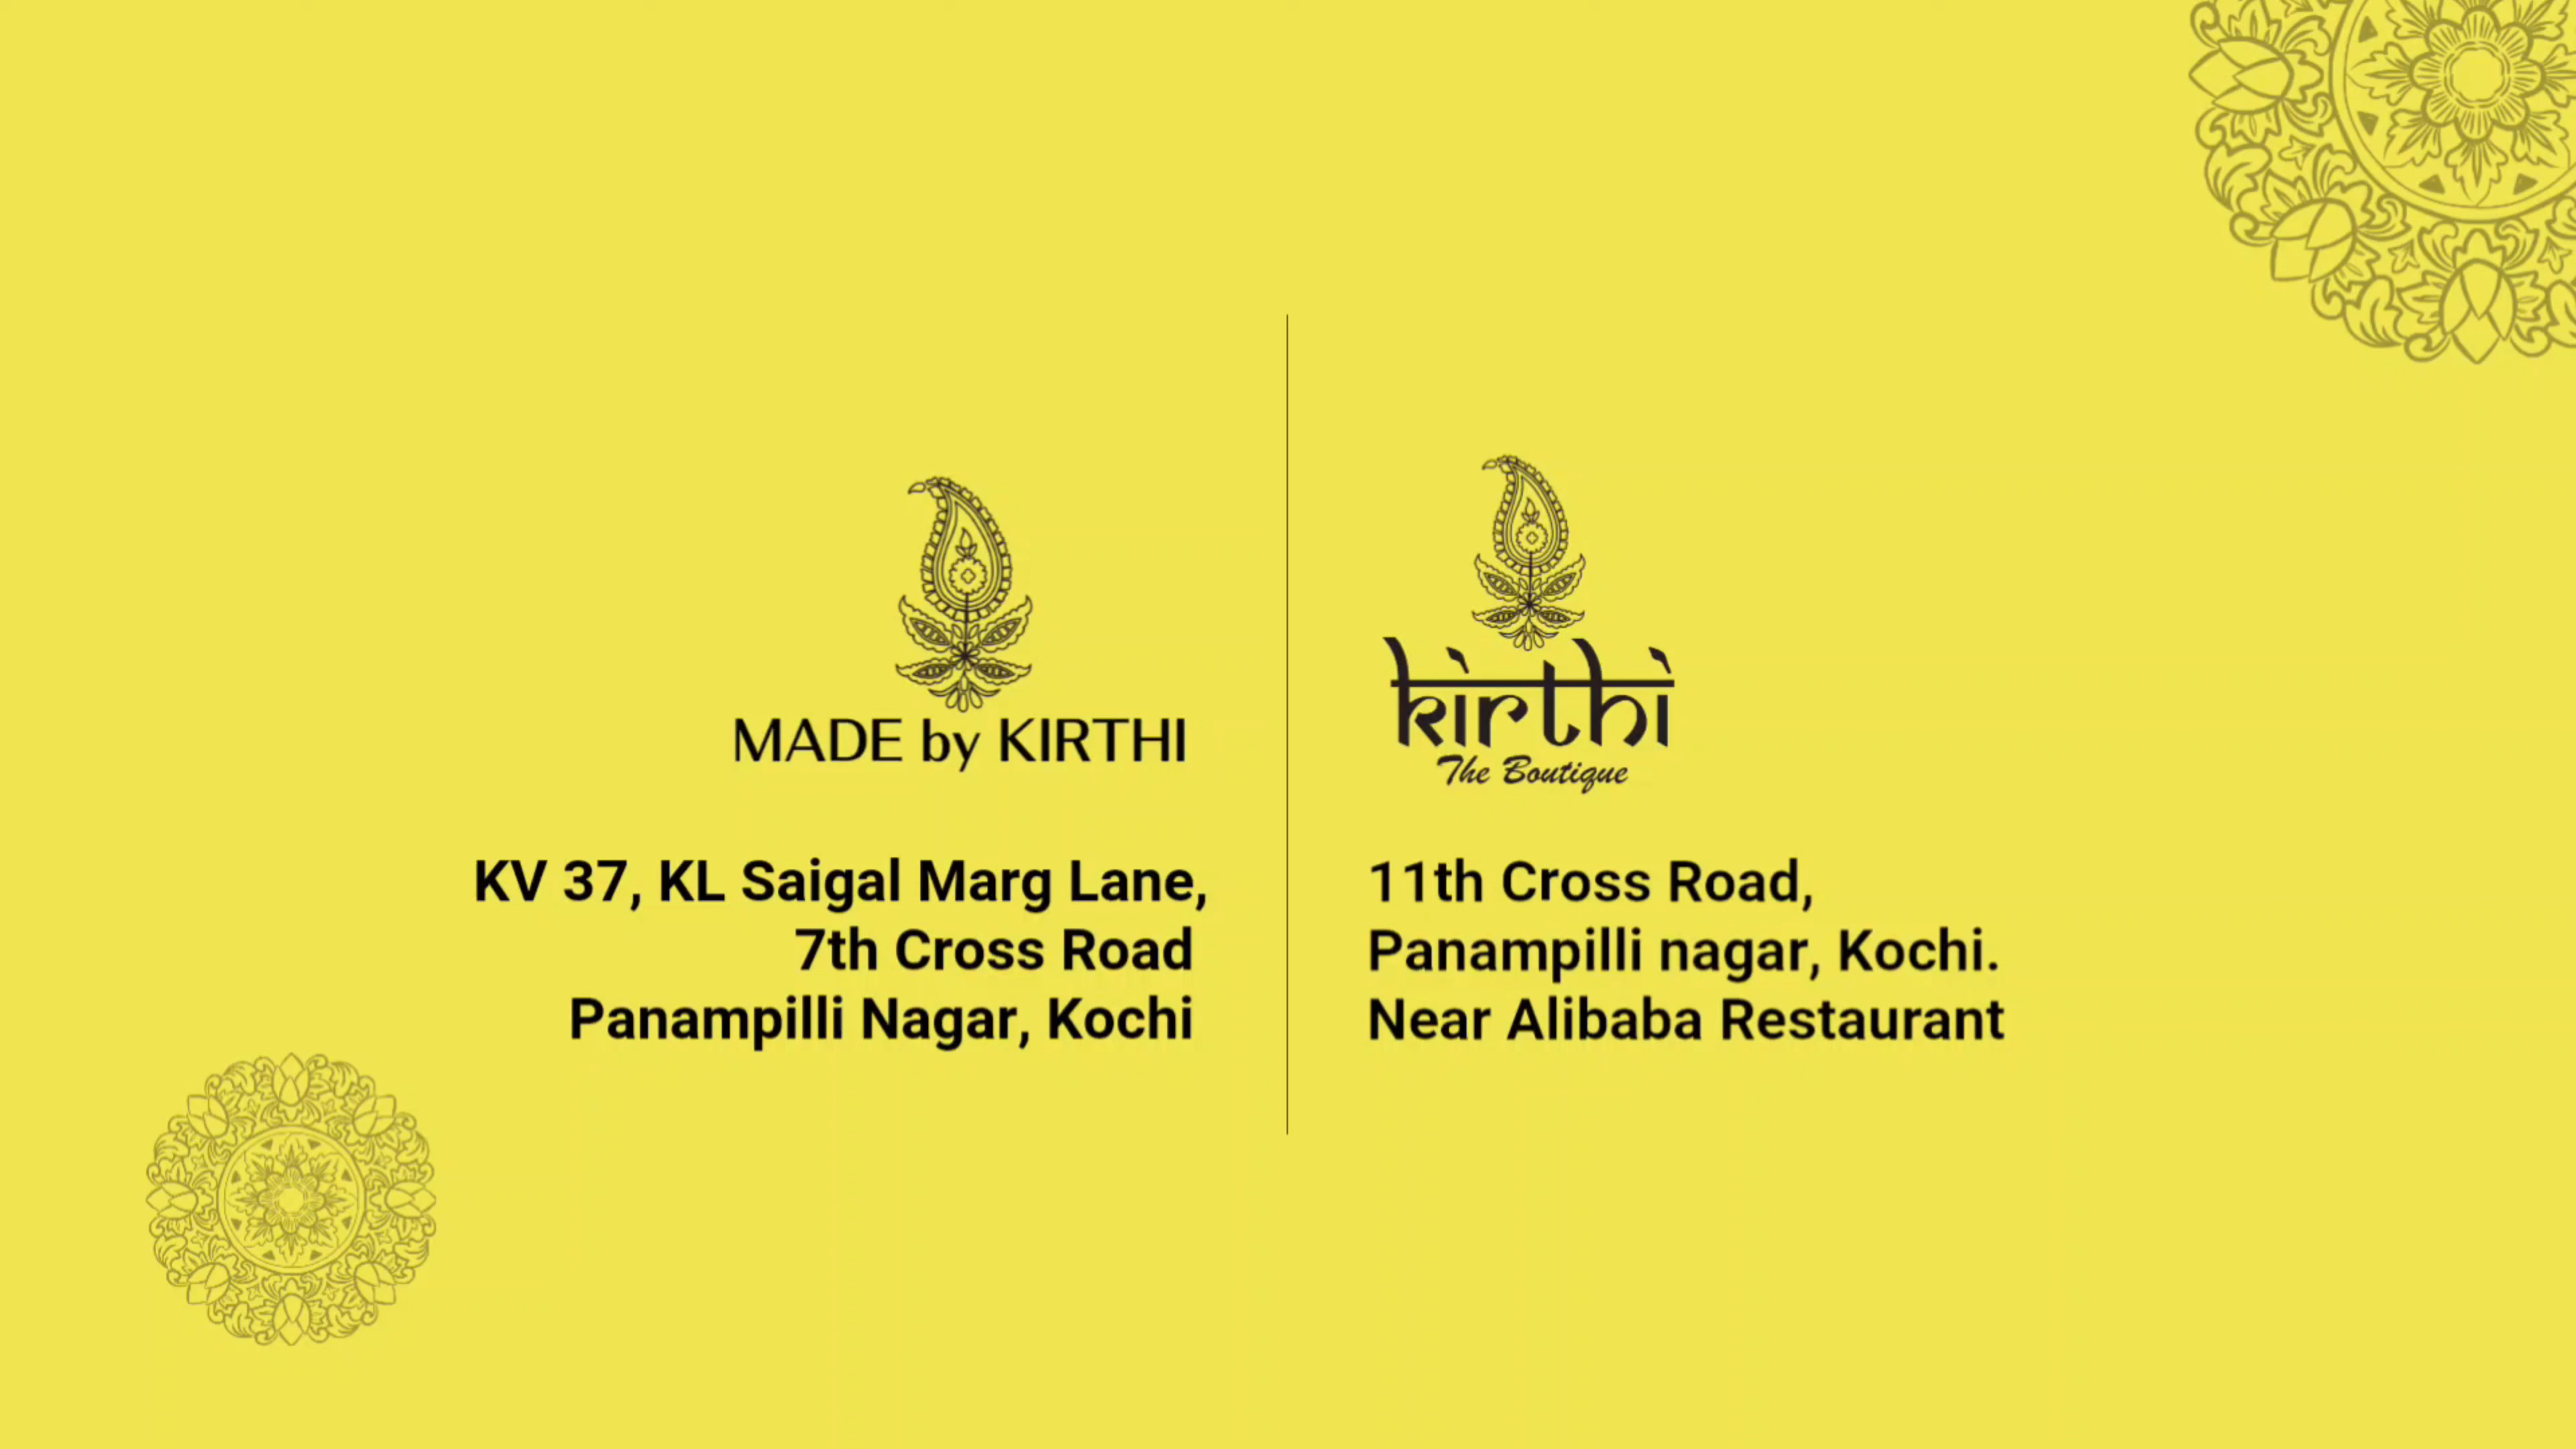 MADE by KIRTHI
KV 37, KL Saigal Marg Lane,
7th Cross Road
Panampilli Nagar, Kochi
kirthi
The Boutique
11th Cross Road,
Panampilli nagar, Kochi.
Near Alibaba Restaurant